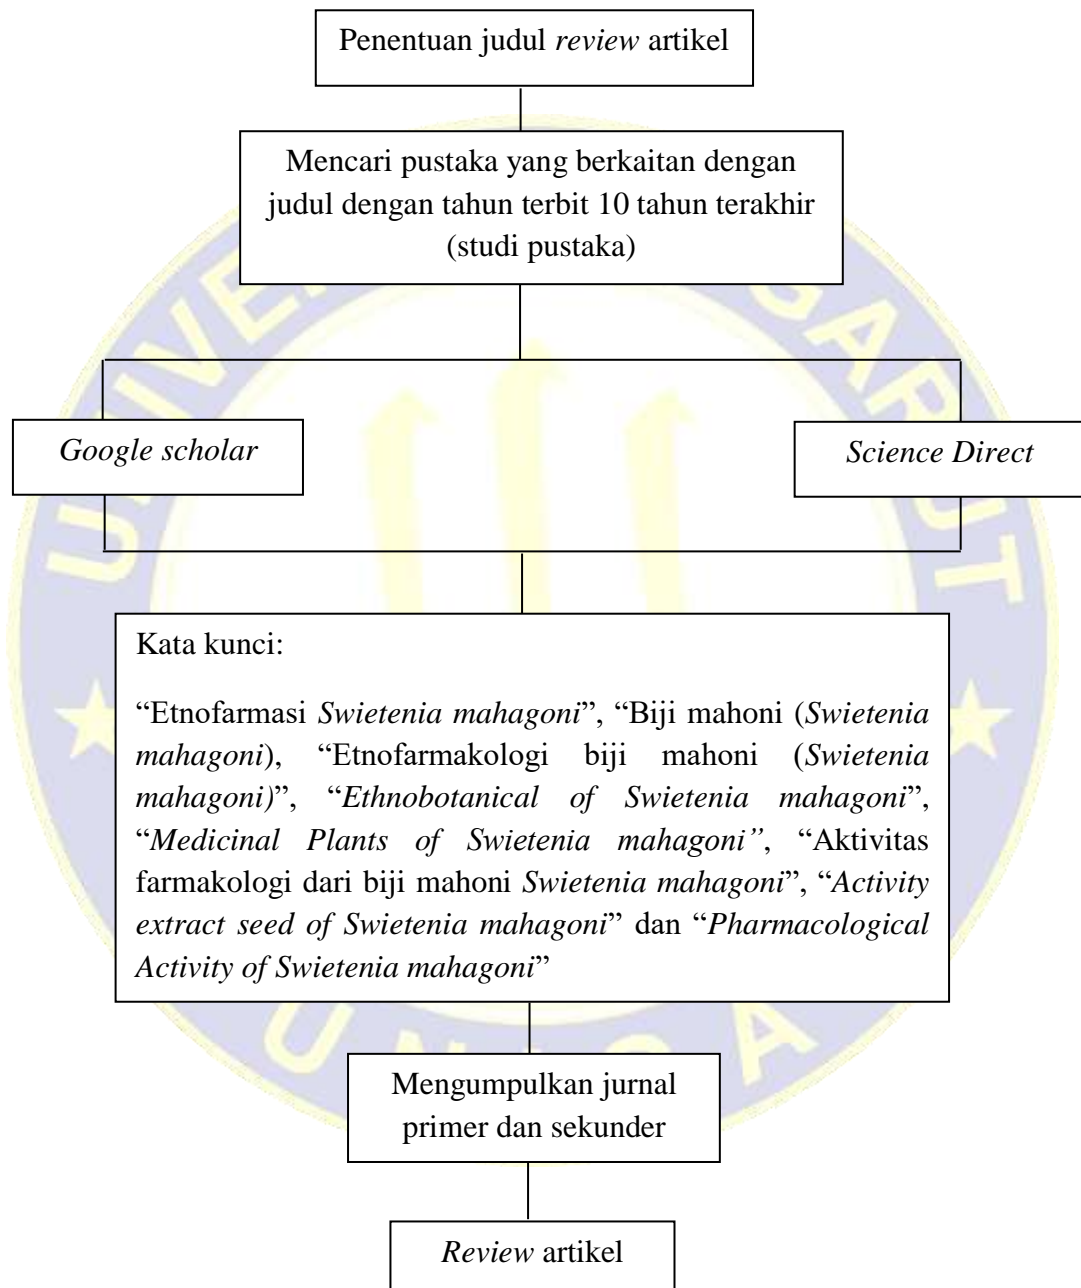 Penentuan judul review artikel
Mencari pustaka yang berkaitan dengan
judul dengan tahun terbit 10 tahun terakhir
(studi pustaka)
Google scholar
Science Direct
Kata kunci:
“Etnofarmasi Swietenia mahagoni”, “Biji mahoni (Swietenia
mahagoni), “Etnofarmakologi biji mahoni (Swietenia
mahagoni)”, “Ethnobotanical of Swietenia mahagoni”,
“Medicinal Plants of Swietenia mahagoni”, “Aktivitas
farmakologi dari biji mahoni Swietenia mahagoni”, “Activity
extract seed of Swietenia mahagoni” dan “Pharmacological
Activity of Swietenia mahagoni”
Mengumpulkan jurnal
primer dan sekunder
Review artikel